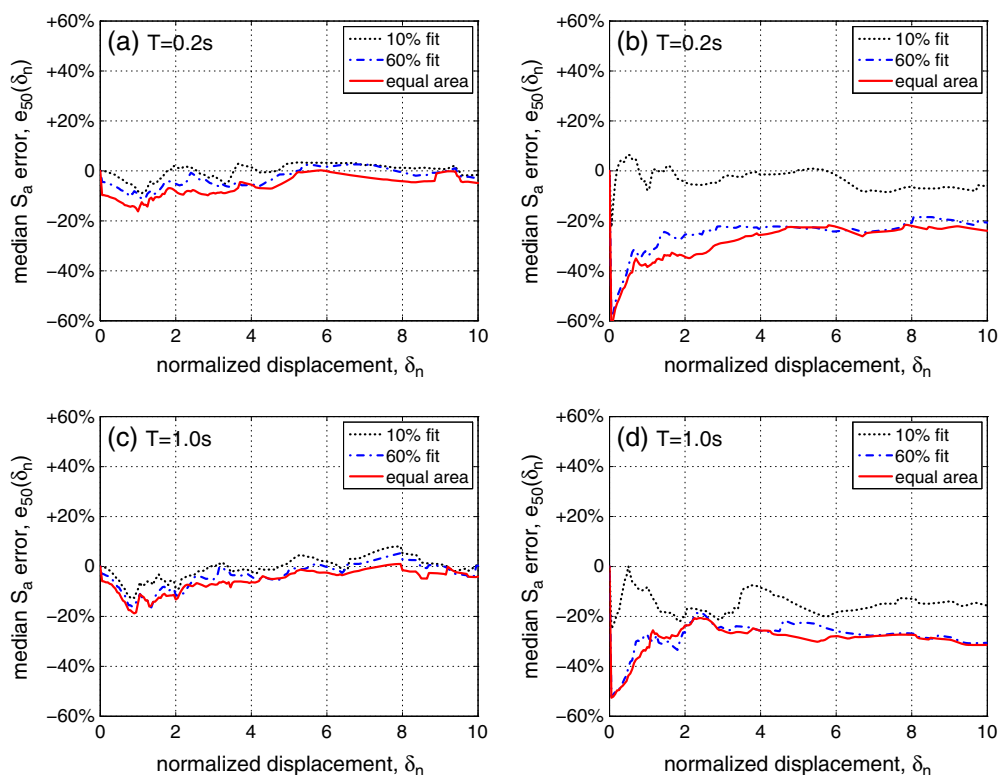 +60%
+40%
+20%
0
−20%
−40%
−60%
median Sₐ error, e₅₀(δₙ)
(a) T=0.2s
10% fit
60% fit
equal area
0 2 4 6 8 10
normalized displacement, δₙ
+60%
+40%
+20%
0
−20%
−40%
−60%
median Sₐ error, e₅₀(δₙ)
(b) T=0.2s
10% fit
60% fit
equal area
0 2 4 6 8 10
normalized displacement, δₙ
+60%
+40%
+20%
0
−20%
−40%
−60%
median Sₐ error, e₅₀(δₙ)
(c) T=1.0s
10% fit
60% fit
equal area
0 2 4 6 8 10
normalized displacement, δₙ
+60%
+40%
+20%
0
−20%
−40%
−60%
median Sₐ error, e₅₀(δₙ)
(d) T=1.0s
10% fit
60% fit
equal area
0 2 4 6 8 10
normalized displacement, δₙ